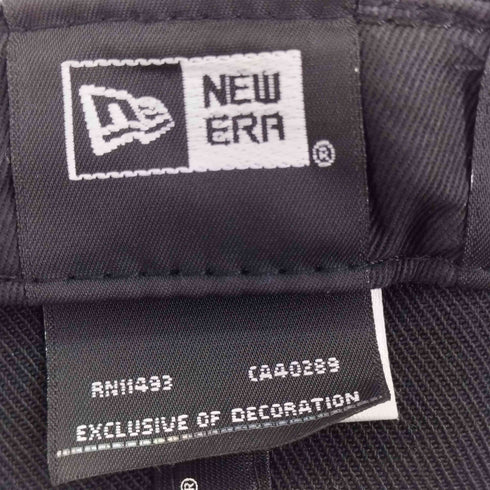 NEW
ERA
®
RN11493 CA40289
EXCLUSIVE OF DECORATION
®